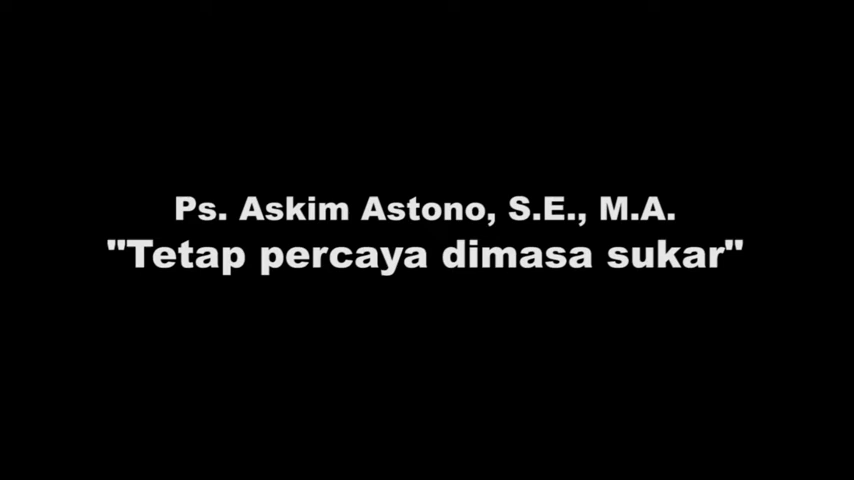 Ps. Askim Astono, S.E., M.A.
"Tetap percaya dimasa sukar"